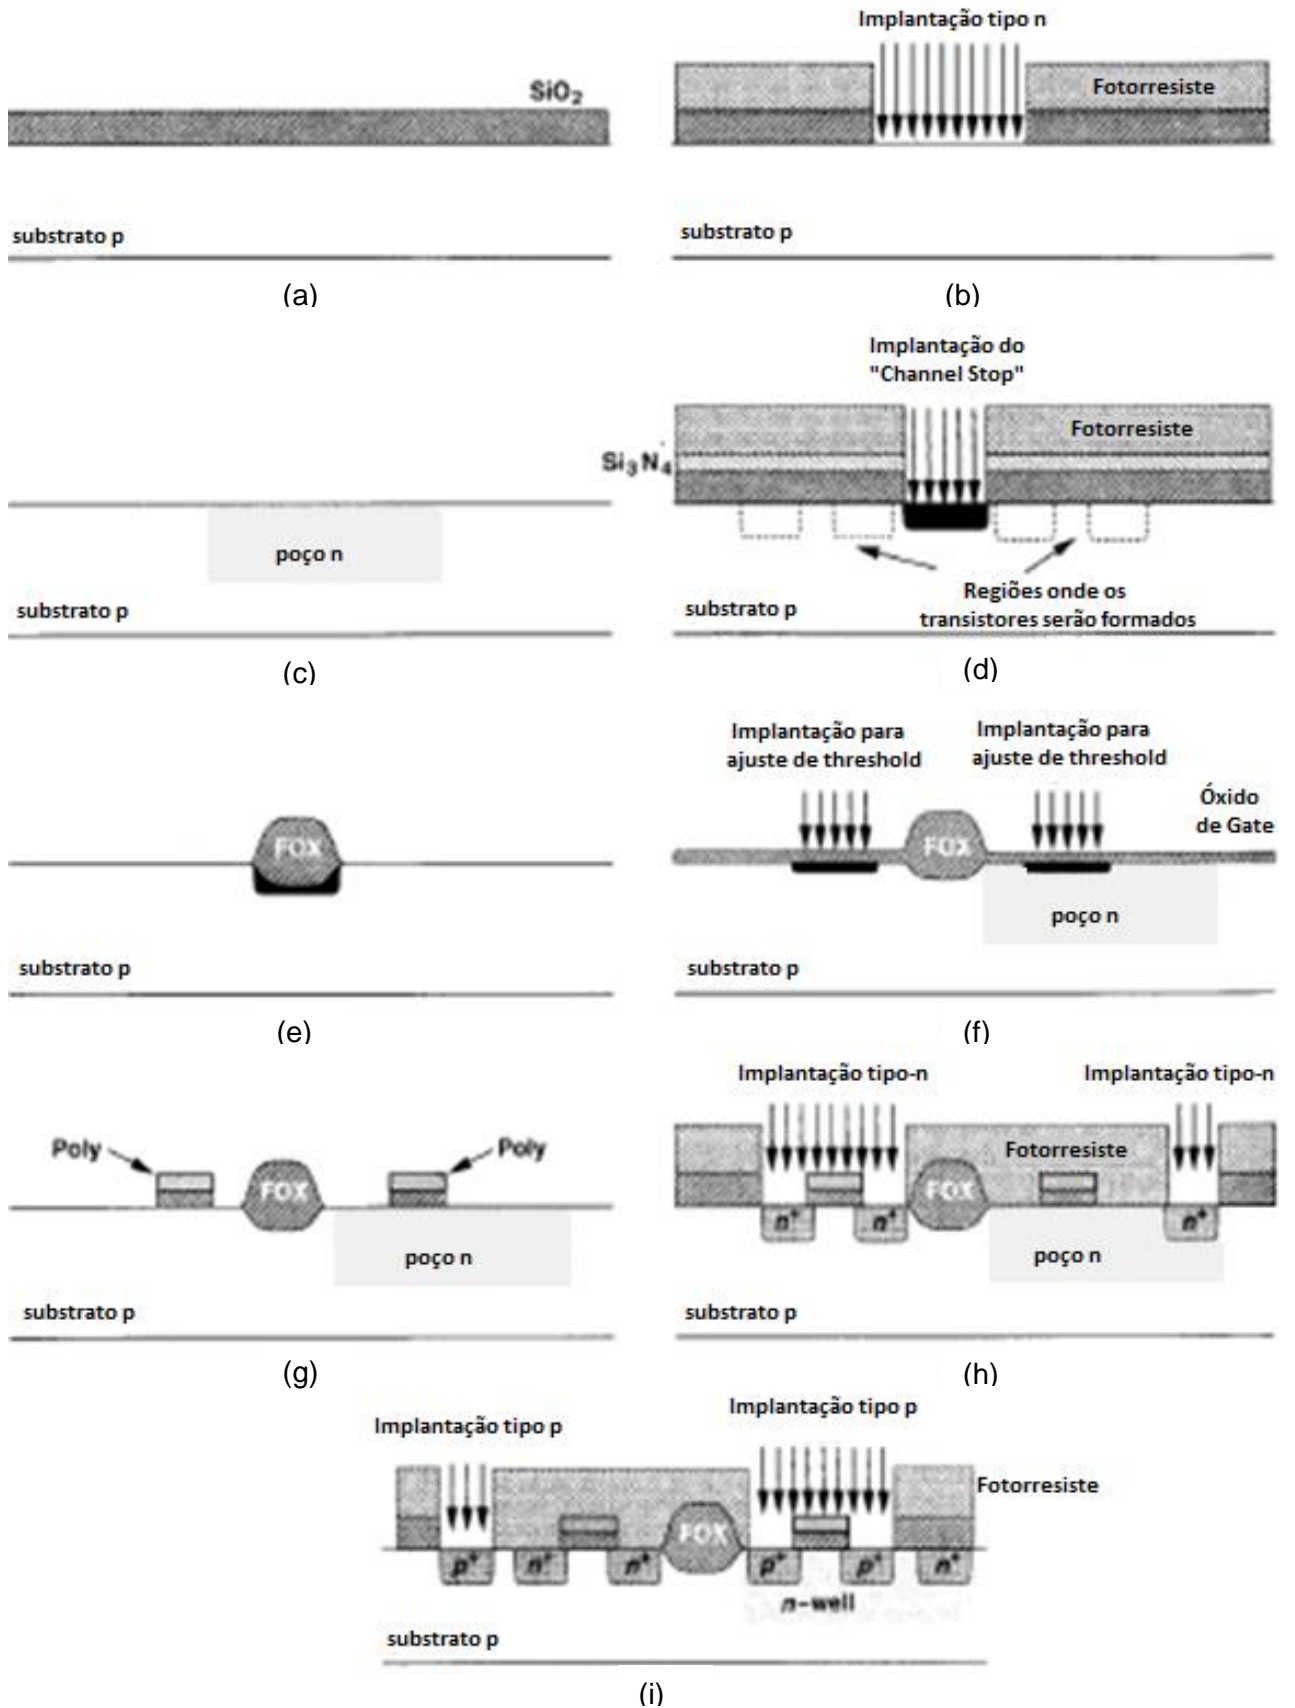 SiO2
substrato p
(a)
Implantação tipo n
Fotorresiste
substrato p
(b)
poço n
substrato p
(c)
Implantação do
"Channel Stop"
Fotorresiste
Si3N4
Regiões onde os
transistores serão formados
substrato p
(d)
FOX
substrato p
(e)
Implantação para
ajuste de threshold
Implantação para
ajuste de threshold
Óxido
de Gate
FOX
poço n
substrato p
(f)
Poly
Poly
FOX
poço n
substrato p
(g)
Implantação tipo-n
Implantação tipo-n
Fotorresiste
FOX
n+
n+
n+
poço n
substrato p
(h)
Implantação tipo p
Implantação tipo p
Fotorresiste
FOX
p+
n+
n+
p+
p+
n+
n-well
substrato p
(i)